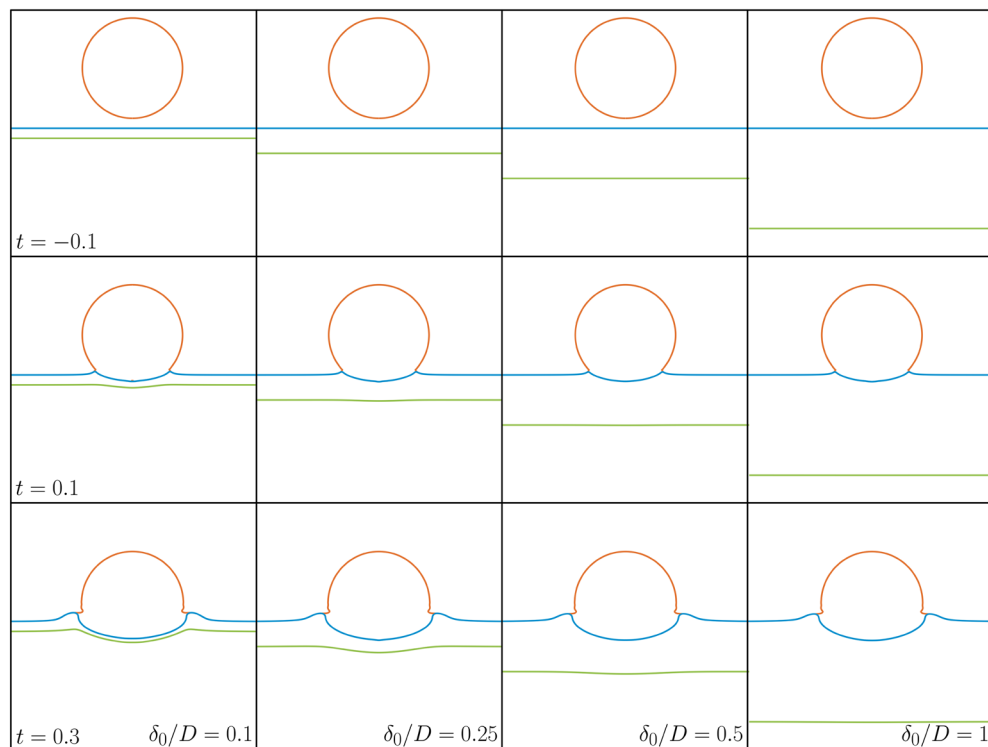 t = −0.1
t = 0.1
t = 0.3
δ₀/D = 0.1
δ₀/D = 0.25
δ₀/D = 0.5
δ₀/D = 1